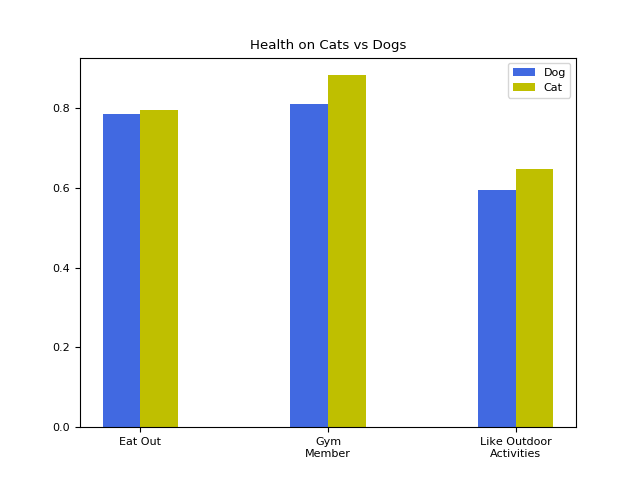 Health on Cats vs Dogs
Dog
Cat
0.8
0.6
0.4
0.2
0.0
Eat Out
Gym
Member
Like Outdoor
Activities